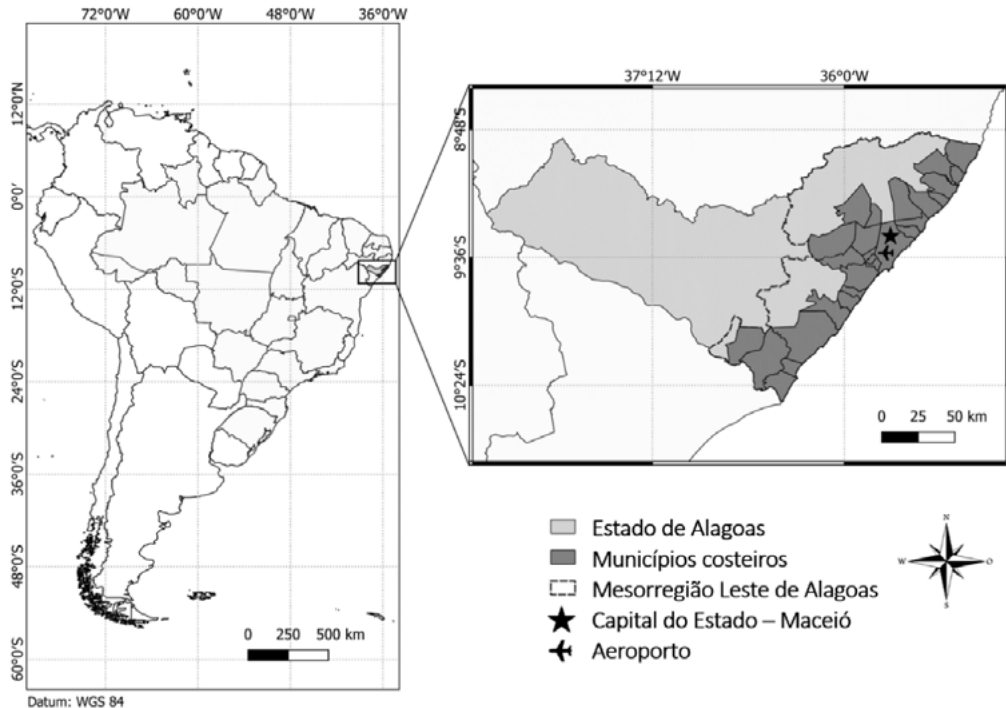 72°0'W 60°0'W 48°0'W 36°0'W
12°0'N
0°0'
12°0'S
24°0'S
36°0'S
48°0'S
60°0'S
0 250 500 km
Datum: WGS 84
37°12'W 36°0'W
8°48'S
9°36'S
10°24'S
0 25 50 km
Estado de Alagoas
Municípios costeiros
Mesorregião Leste de Alagoas
Capital do Estado – Maceió
Aeroporto
N
W O
S